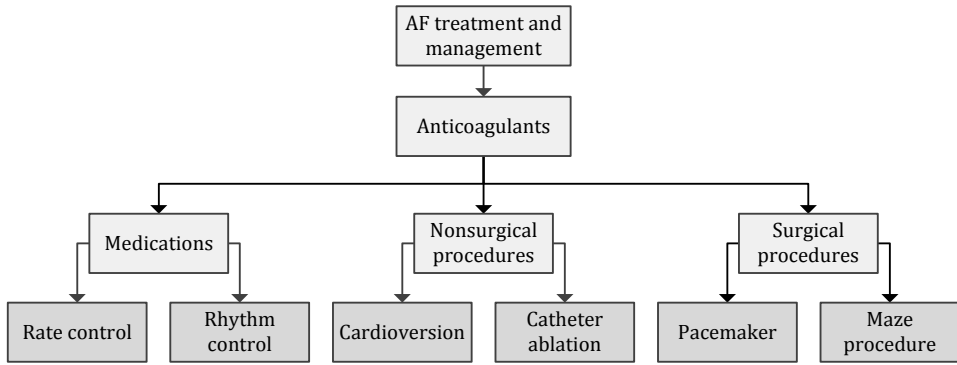 AF treatment and
management
Anticoagulants
Medications
Nonsurgical
procedures
Surgical
procedures
Rate control
Rhythm
control
Cardioversion
Catheter
ablation
Pacemaker
Maze
procedure